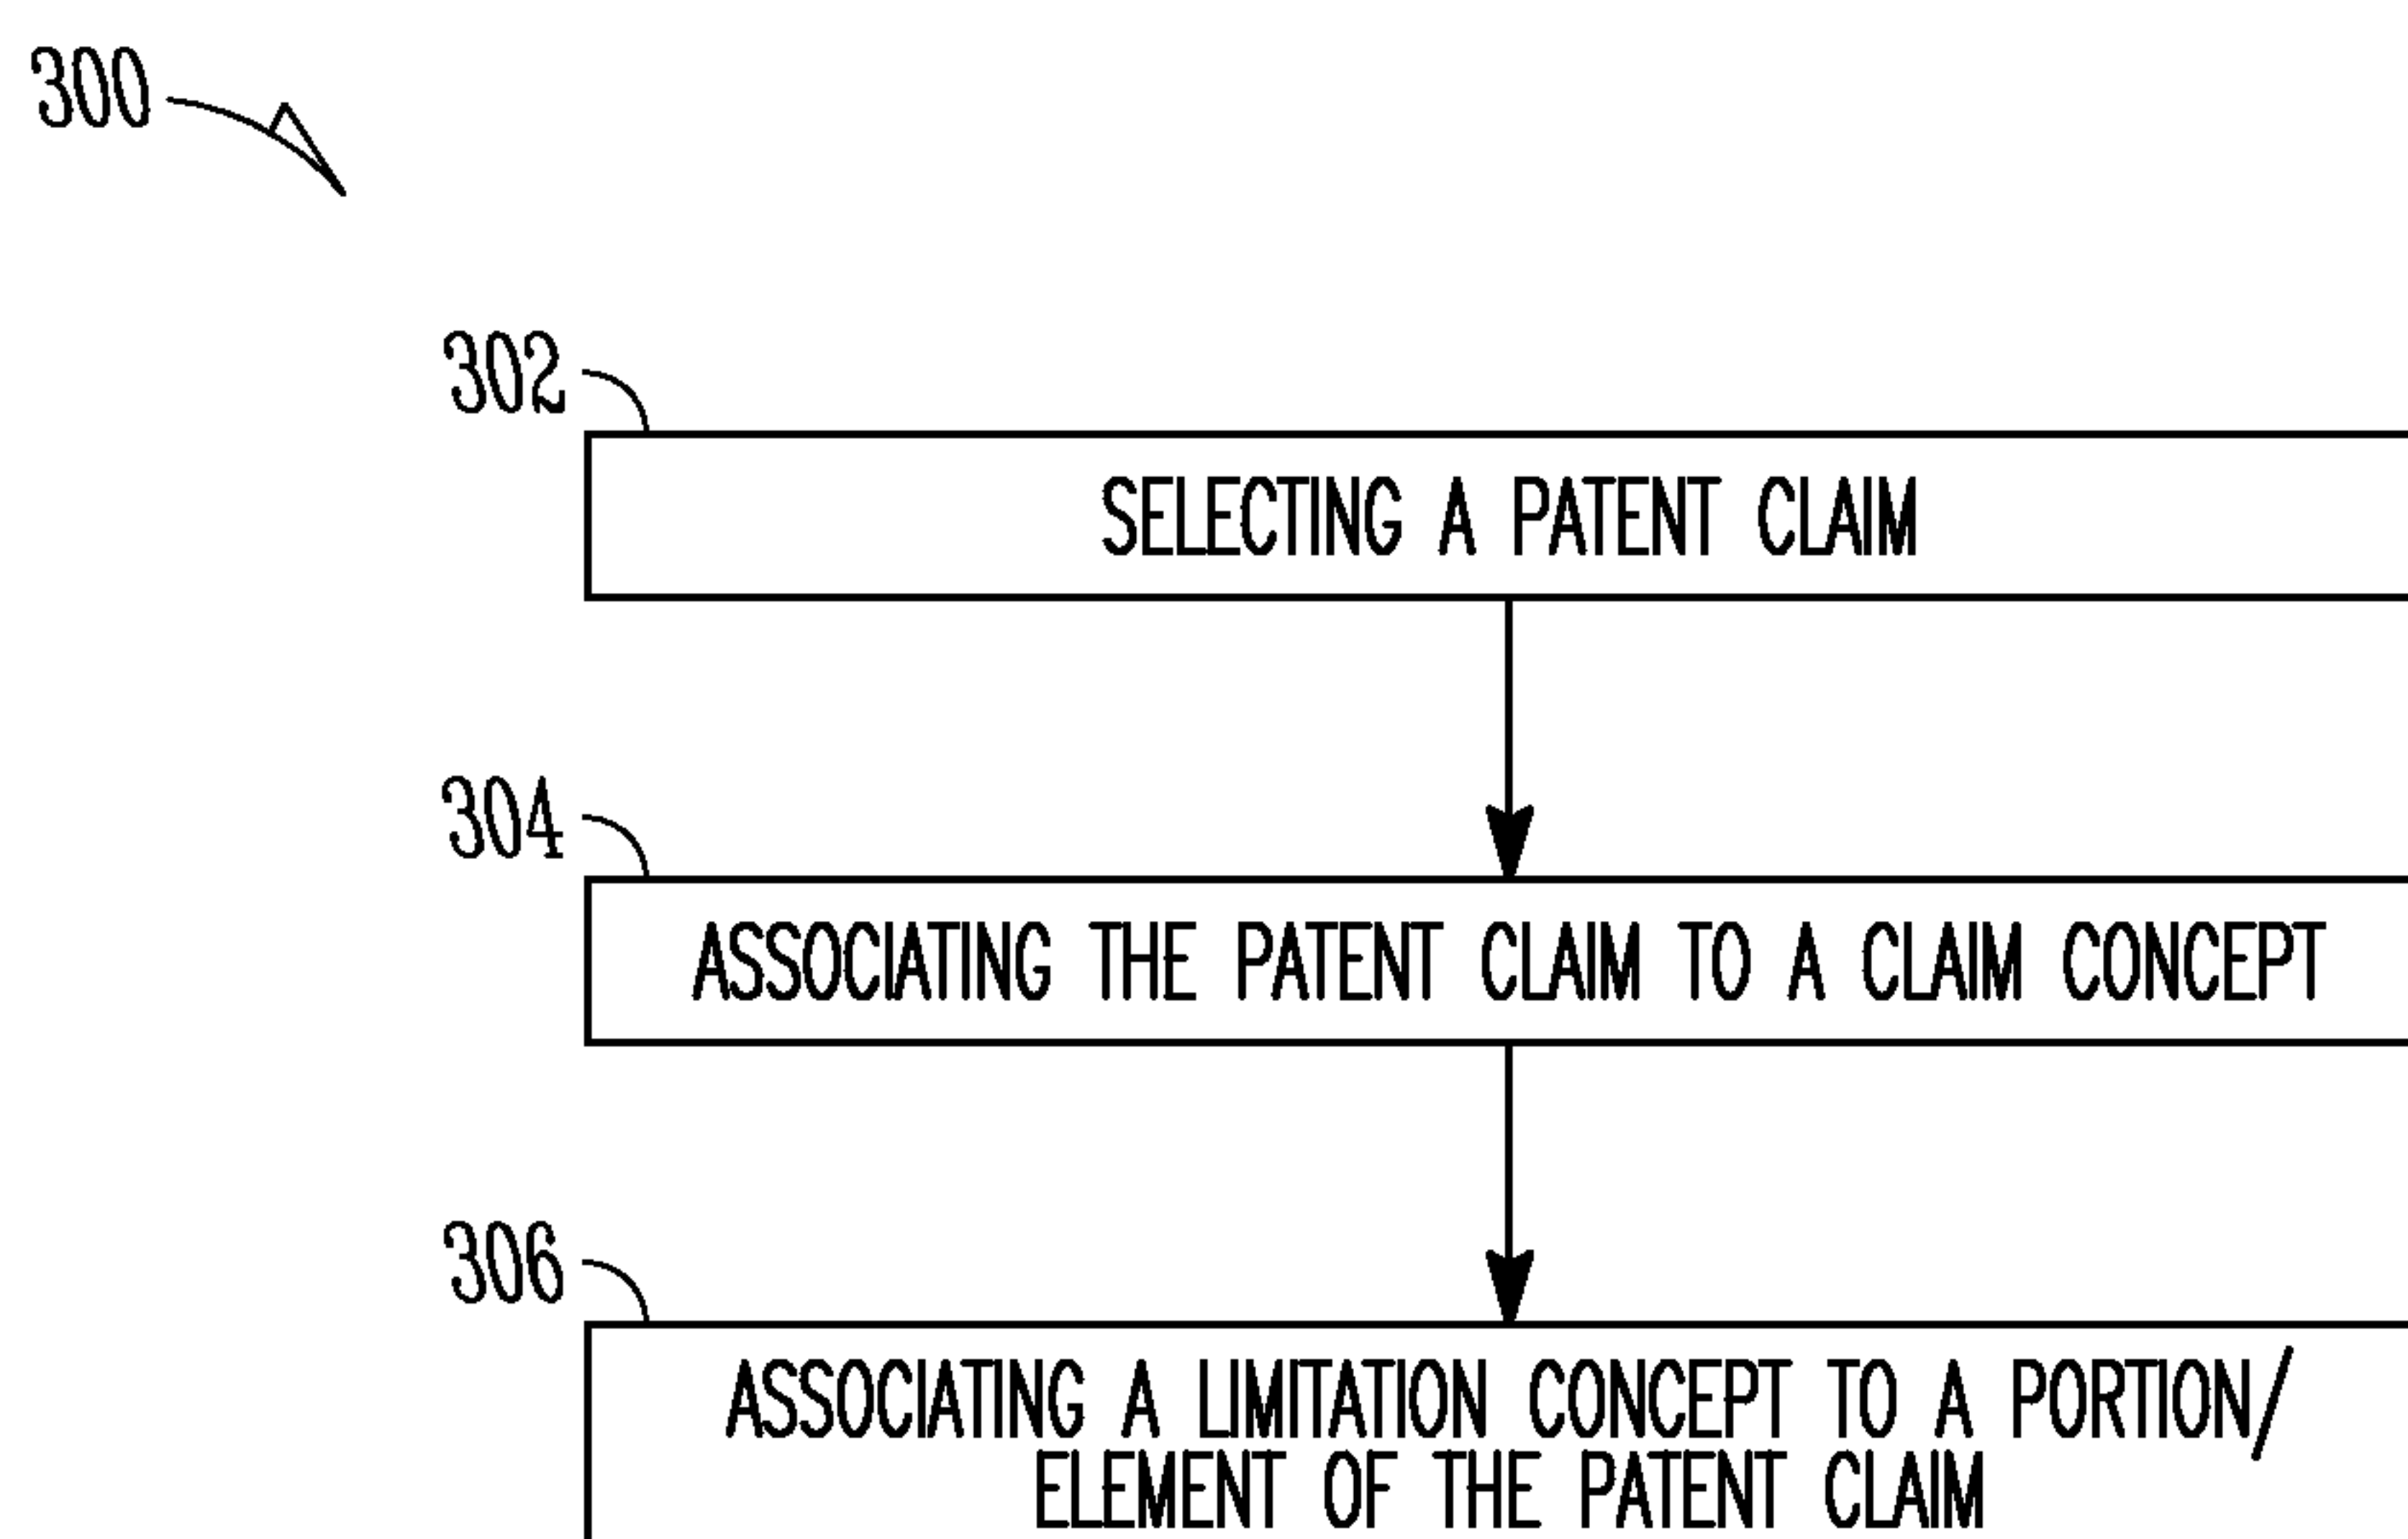 300
302
SELECTING A PATENT CLAIM
304
ASSOCIATING THE PATENT CLAIM TO A CLAIM CONCEPT
306
ASSOCIATING A LIMITATION CONCEPT TO A PORTION/
ELEMENT OF THE PATENT CLAIM